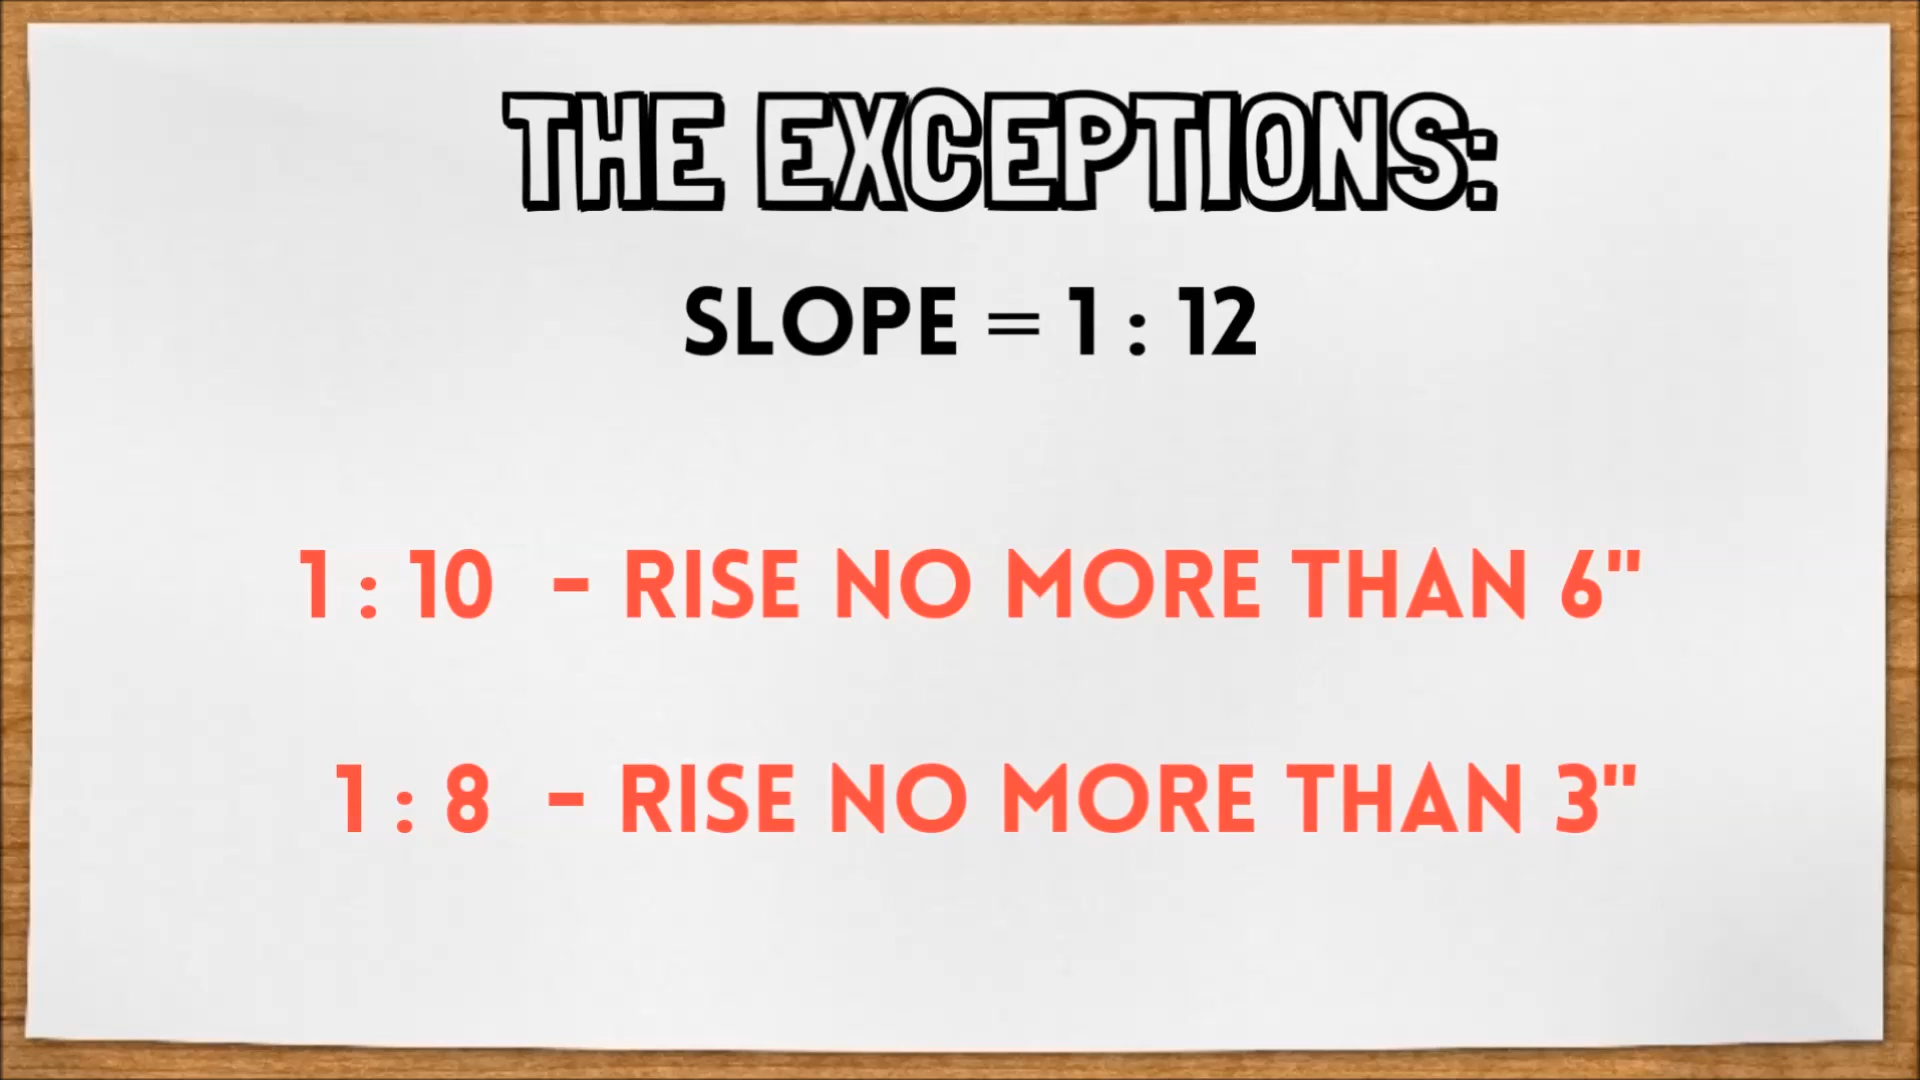 THE EXCEPTIONS:
SLOPE = 1 : 12
1 : 10 - RISE NO MORE THAN 6"
1 : 8 - RISE NO MORE THAN 3"